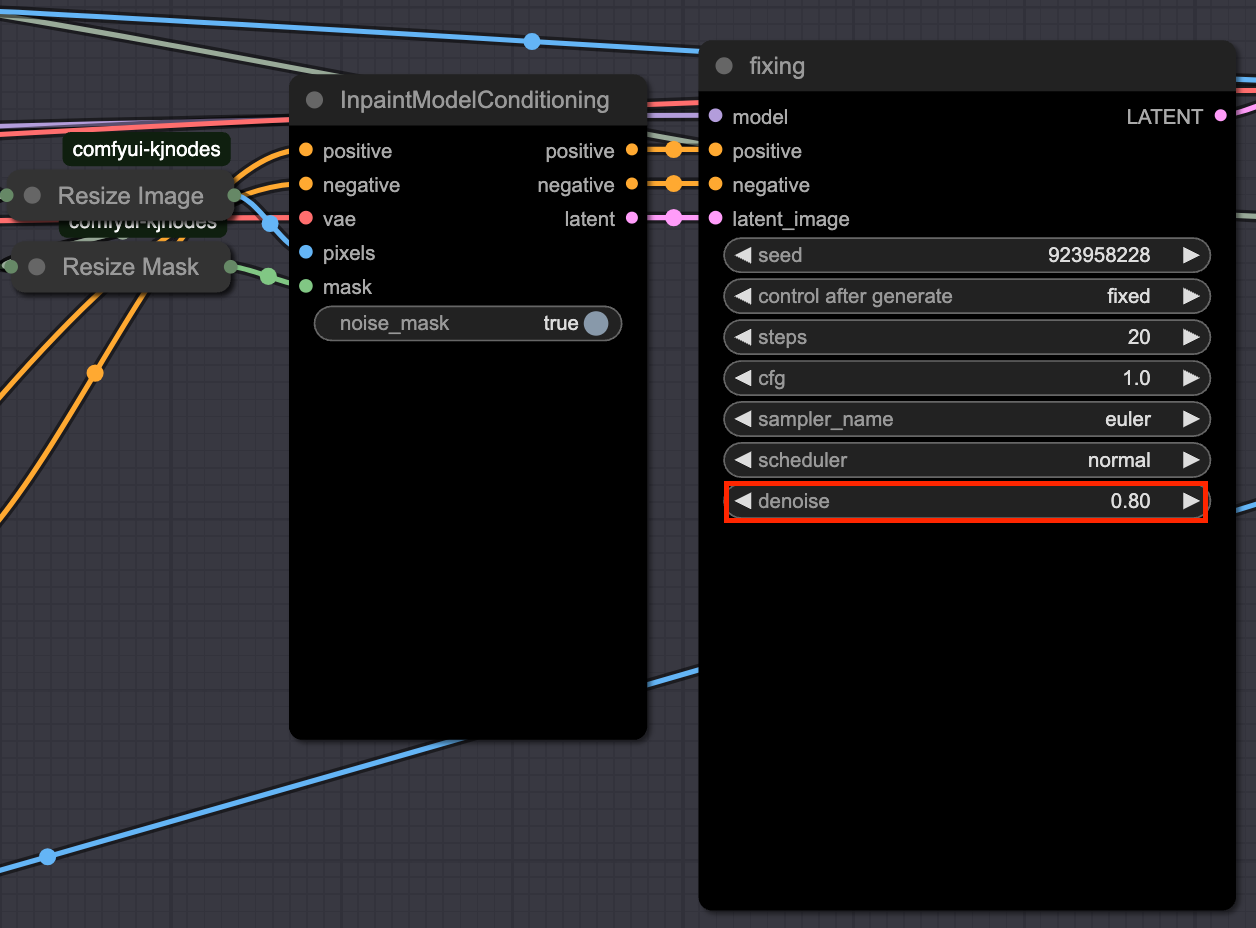 comfyui-kjnodes
Resize Image
comfyui-kjnodes
Resize Mask
InpaintModelConditioning
positive positive
negative negative
vae latent
pixels
mask
noise_mask true
fixing
model LATENT
positive
negative
latent_image
seed 923958228
control after generate fixed
steps 20
cfg 1.0
sampler_name euler
scheduler normal
denoise 0.80